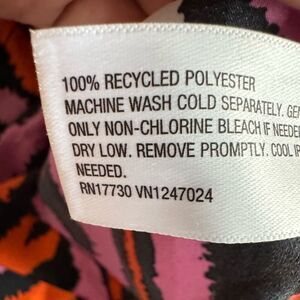 100% RECYCLED POLYESTER
MACHINE WASH COLD SEPARATELY.
ONLY NON-CHLORINE BLEACH IF
DRY LOW. REMOVE PROMPTLY. COOL
NEEDED.
RN17730 VN1247024